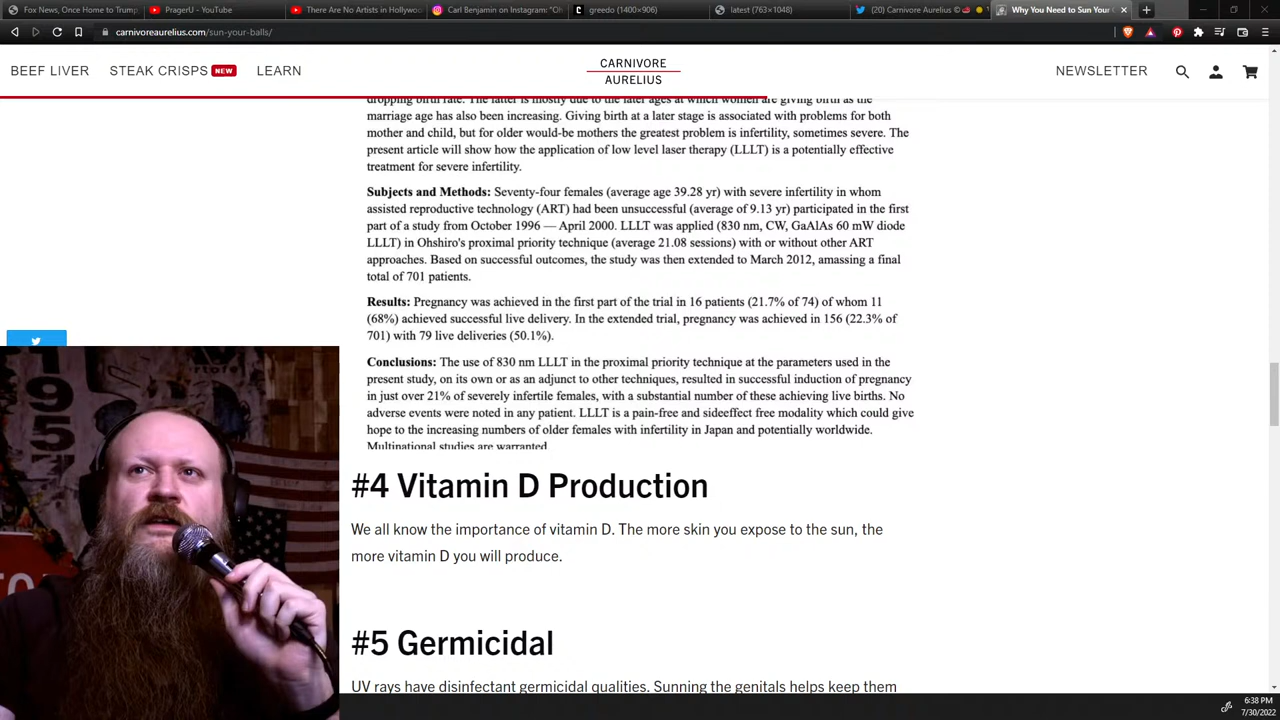 Fox News, Once Home to Trump
PragerU - YouTube
There Are No Artists in Hollywoo
Carl Benjamin on Instagram: "Ch
greedo (1400×906)
latest (763×1048)
(20) Carnivore Aurelius
Why You Need to Sun Your
carnivoreaurelius.com/sun-your-balls/
BEEF LIVER
STEAK CRISPS NEW
LEARN
CARNIVORE
AURELIUS
NEWSLETTER
dropping birth rate. The latter is mostly due to the later ages at which women are giving birth as the
marriage age has also been increasing. Giving birth at a later stage is associated with problems for both
mother and child, but for older would-be mothers the greatest problem is infertility, sometimes severe. The
present article will show how the application of low level laser therapy (LLLT) is a potentially effective
treatment for severe infertility.
Subjects and Methods: Seventy-four females (average age 39.28 yr) with severe infertility in whom
assisted reproductive technology (ART) had been unsuccessful (average of 9.13 yr) participated in the first
part of a study from October 1996 — April 2000. LLLT was applied (830 nm, CW, GaAlAs 60 mW diode
LLLT) in Ohshiro's proximal priority technique (average 21.08 sessions) with or without other ART
approaches. Based on successful outcomes, the study was then extended to March 2012, amassing a final
total of 701 patients.
Results: Pregnancy was achieved in the first part of the trial in 16 patients (21.7% of 74) of whom 11
(68%) achieved successful live delivery. In the extended trial, pregnancy was achieved in 156 (22.3% of
701) with 79 live deliveries (50.1%).
Conclusions: The use of 830 nm LLLT in the proximal priority technique at the parameters used in the
present study, on its own or as an adjunct to other techniques, resulted in successful induction of pregnancy
in just over 21% of severely infertile females, with a substantial number of these achieving live births. No
adverse events were noted in any patient. LLLT is a pain-free and sideeffect free modality which could give
hope to the increasing numbers of older females with infertility in Japan and potentially worldwide.
Multinational studies are warranted
#4 Vitamin D Production
We all know the importance of vitamin D. The more skin you expose to the sun, the
more vitamin D you will produce.
#5 Germicidal
UV rays have disinfectant germicidal qualities. Sunning the genitals helps keep them
1957
6:38 PM
7/30/2022